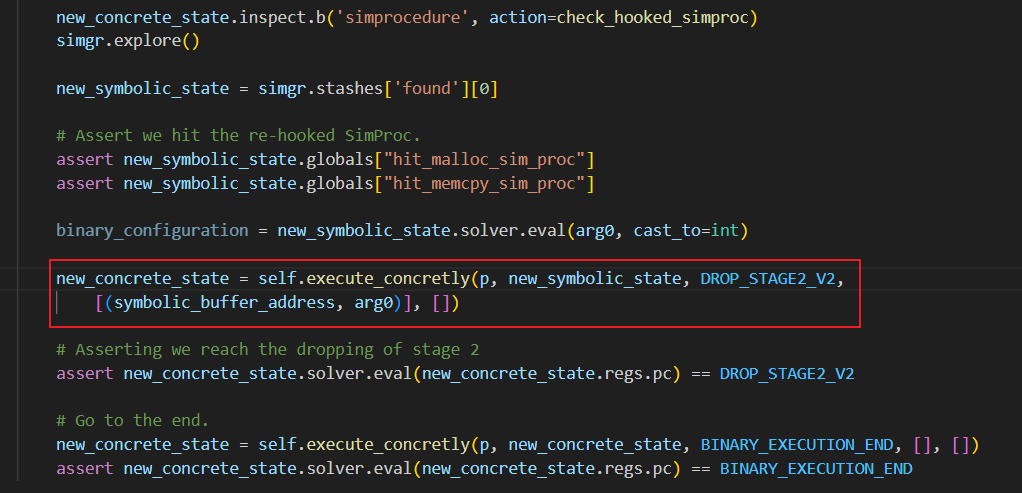 new_concrete_state.inspect.b('simprocedure', action=check_hooked_simproc)
simgr.explore()
new_symbolic_state = simgr.stashes['found'][0]
# Assert we hit the re-hooked SimProc.
assert new_symbolic_state.globals["hit_malloc_sim_proc"]
assert new_symbolic_state.globals["hit_memcpy_sim_proc"]
binary_configuration = new_symbolic_state.solver.eval(arg0, cast_to=int)
new_concrete_state = self.execute_concretly(p, new_symbolic_state, DROP_STAGE2_V2,
[(symbolic_buffer_address, arg0)], [])
# Asserting we reach the dropping of stage 2
assert new_concrete_state.solver.eval(new_concrete_state.regs.pc) == DROP_STAGE2_V2
# Go to the end.
new_concrete_state = self.execute_concretly(p, new_concrete_state, BINARY_EXECUTION_END, [], [])
assert new_concrete_state.solver.eval(new_concrete_state.regs.pc) == BINARY_EXECUTION_END